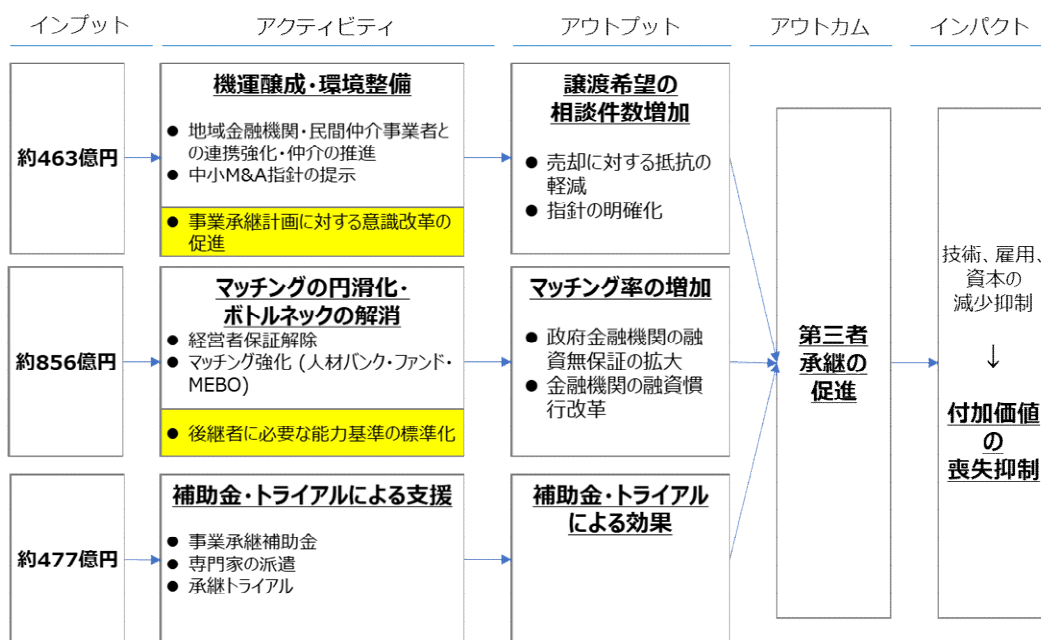 インプット
アクティビティ
アウトプット
アウトカム
インパクト
約463億円
機運醸成・環境整備
● 地域金融機関・民間仲介事業者と
の連携強化・仲介の推進
● 中小M&A指針の提示
● 事業承継計画に対する意識改革の
促進
譲渡希望の
相談件数増加
● 売却に対する抵抗の
軽減
● 指針の明確化
約856億円
マッチングの円滑化・
ボトルネックの解消
● 経営者保証解除
● マッチング強化 (人材バンク・ファンド・
MEBO)
● 後継者に必要な能力基準の標準化
マッチング率の増加
● 政府金融機関の融
資無保証の拡大
● 金融機関の融資慣
行改革
約477億円
補助金・トライアルによる支援
● 事業承継補助金
● 専門家の派遣
● 承継トライアル
補助金・トライアル
による効果
第三者
承継の
促進
技術、雇用、
資本の
減少抑制
↓
付加価値
の
喪失抑制